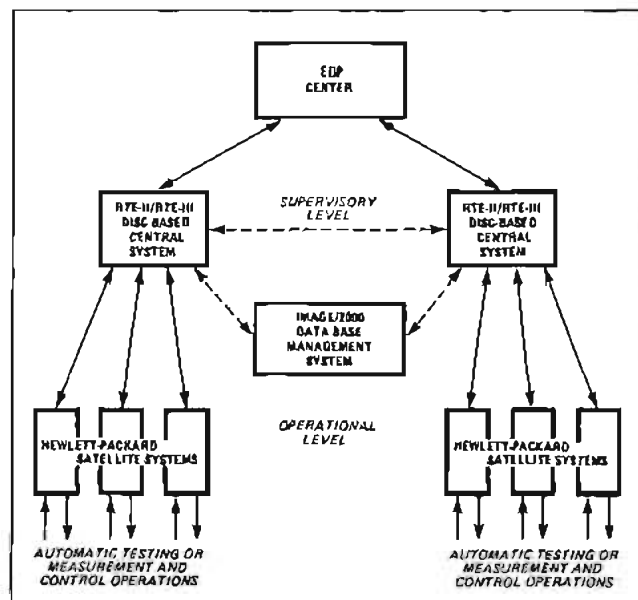 EDP
CENTER
RTE-II/RTE-III
DISC-BASED
CENTRAL
SYSTEM
SUPERVISORY
LEVEL
RTE-II/RTE-III
DISC-BASED
CENTRAL
SYSTEM
IMAGE/2000
DATA BASE
MANAGEMENT
SYSTEM
OPERATIONAL
LEVEL
HEWLETT-PACKARD
SATELLITE SYSTEMS
HEWLETT-PACKARD
SATELLITE SYSTEMS
AUTOMATIC TESTING OR
MEASUREMENT AND
CONTROL OPERATIONS
AUTOMATIC TESTING OR
MEASUREMENT AND
CONTROL OPERATIONS